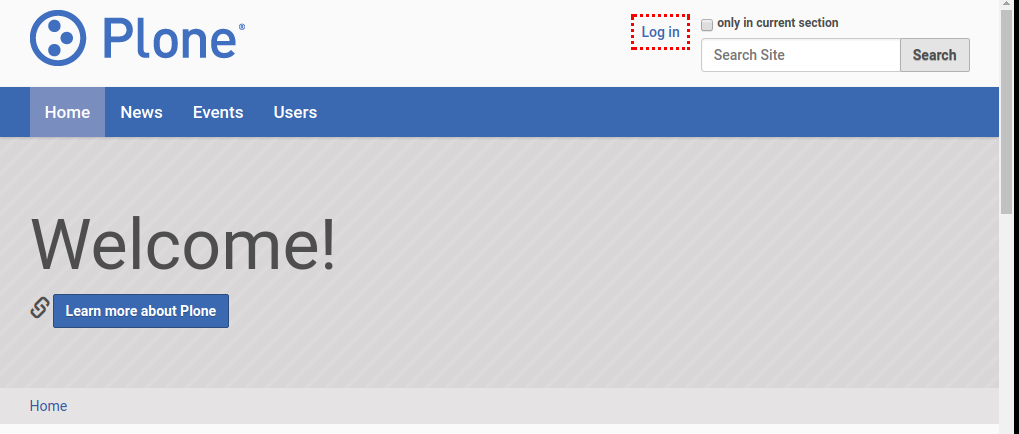 Plone®
Log in
only in current section
Search Site
Search
Home
News
Events
Users
Welcome!
Learn more about Plone
Home